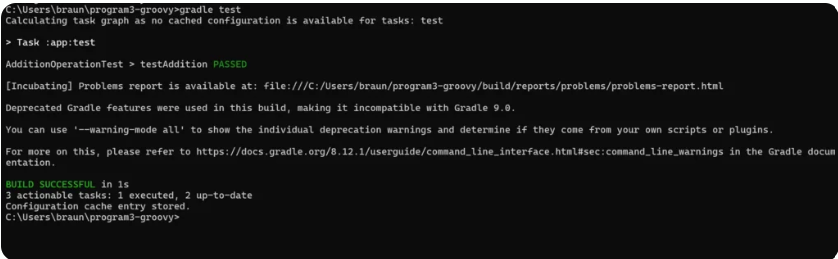 C:\Users\braun\program3-groovy>gradle test
Calculating task graph as no cached configuration is available for tasks: test
> Task :app:test
AdditionOperationTest > testAddition PASSED
[Incubating] Problems report is available at: file:///C:/Users/braun/program3-groovy/build/reports/problems/problems-report.html
Deprecated Gradle features were used in this build, making it incompatible with Gradle 9.0.
You can use '--warning-mode all' to show the individual deprecation warnings and determine if they come from your own scripts or plugins.
For more on this, please refer to https://docs.gradle.org/8.12.1/userguide/command_line_interface.html#sec:command_line_warnings in the Gradle docum
entation.
BUILD SUCCESSFUL in 1s
3 actionable tasks: 1 executed, 2 up-to-date
Configuration cache entry stored.
C:\Users\braun\program3-groovy>